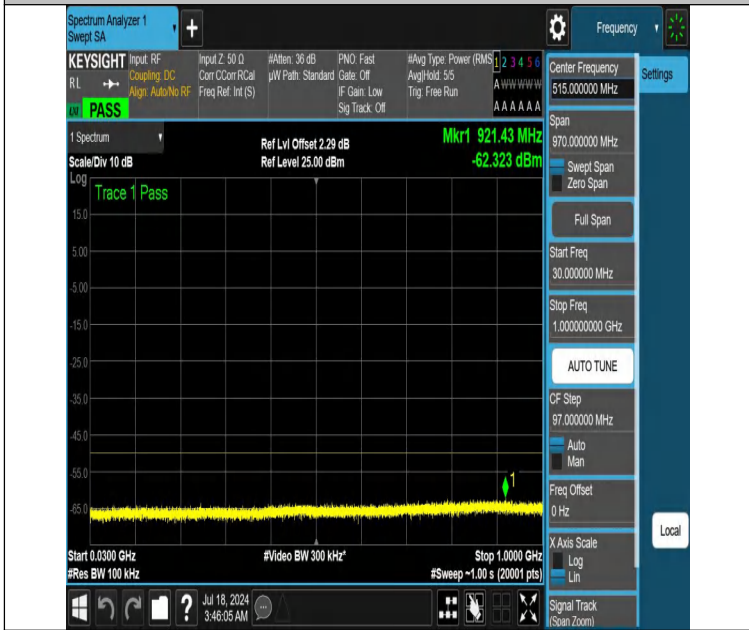 Spectrum Analyzer 1
Swept SA
Frequency
KEYSIGHT
RL
PASS
Input: RF
Coupling: DC
Align: Auto/No RF
Input Z: 50 Ω
Corr CCorr RCal
Freq Ref: Int (S)
#Atten: 36 dB
µW Path: Standard
PNO: Fast
Gate: Off
IF Gain: Low
Sig Track: Off
#Avg Type: Power (RMS
Avg|Hold: 5/5
Trig: Free Run
1 2 3 4 5 6
A W W W W W
A A A A A A
1 Spectrum
Scale/Div 10 dB
Log
Ref Lvl Offset 2.29 dB
Ref Level 25.00 dBm
Mkr1 921.43 MHz
-62.323 dBm
Trace 1 Pass
15.0
5.00
-5.00
-15.0
-25.0
-35.0
-45.0
-55.0
-65.0
1
Start 0.0300 GHz
#Res BW 100 kHz
#Video BW 300 kHz*
Stop 1.0000 GHz
#Sweep ~1.00 s (20001 pts)
Center Frequency
515.000000 MHz
Settings
Span
970.000000 MHz
Swept Span
Zero Span
Full Span
Start Freq
30.000000 MHz
Stop Freq
1.000000000 GHz
AUTO TUNE
CF Step
97.000000 MHz
Auto
Man
Freq Offset
0 Hz
X Axis Scale
Log
Lin
Local
Signal Track
(Span Zoom)
?
Jul 18, 2024
3:46:05 AM